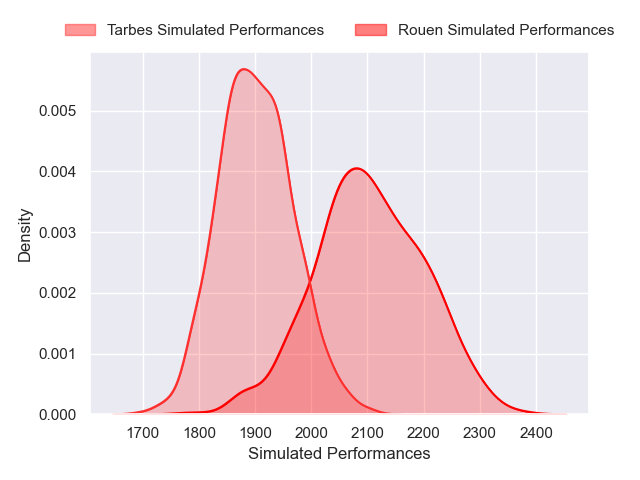 Tarbes Simulated Performances
Rouen Simulated Performances
Density
0.005
0.004
0.003
0.002
0.001
0.000
1700 1800 1900 2000 2100 2200 2300 2400
Simulated Performances